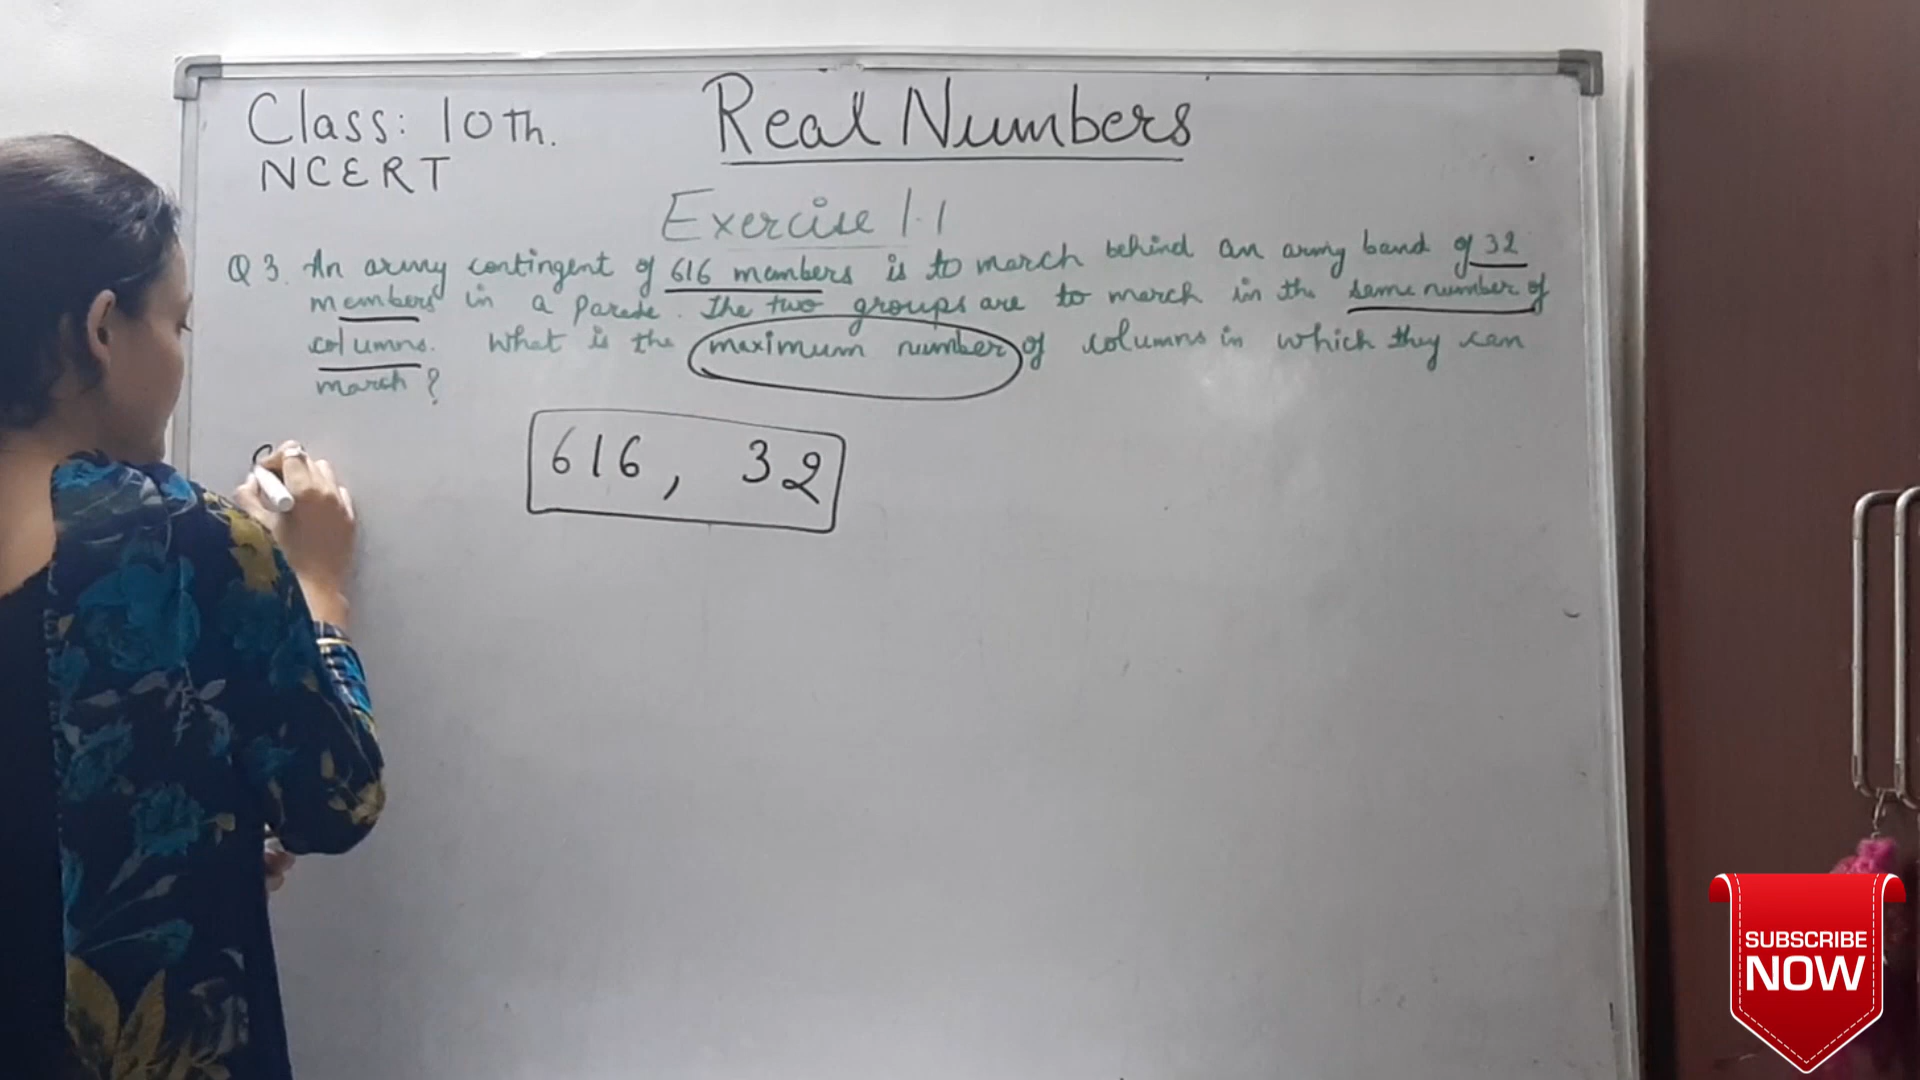 Class: 10th.
NCERT
Real Numbers
Exercise 1.1
Q 3. An army contingent of 616 members is to march behind an army band of 32
members in a parade. The two groups are to march in the same number of
columns. What is the maximum number of columns in which they can
march?
616, 32
SUBSCRIBE
NOW